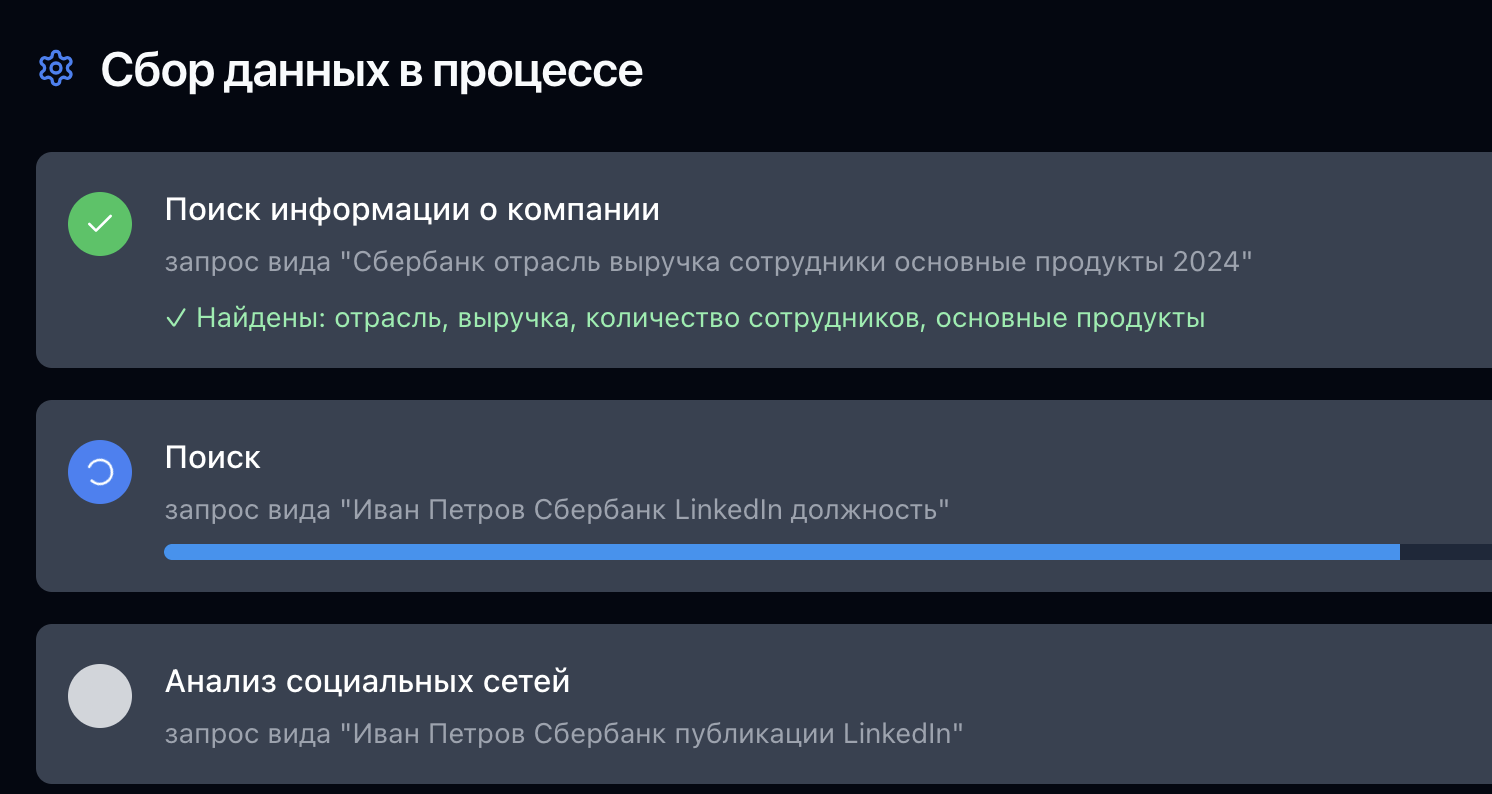 Сбор данных в процессе
Поиск информации о компании
запрос вида "Сбербанк отрасль выручка сотрудники основные продукты 2024"
✓ Найдены: отрасль, выручка, количество сотрудников, основные продукты
Поиск
запрос вида "Иван Петров Сбербанк LinkedIn должность"
Анализ социальных сетей
запрос вида "Иван Петров Сбербанк публикации LinkedIn"